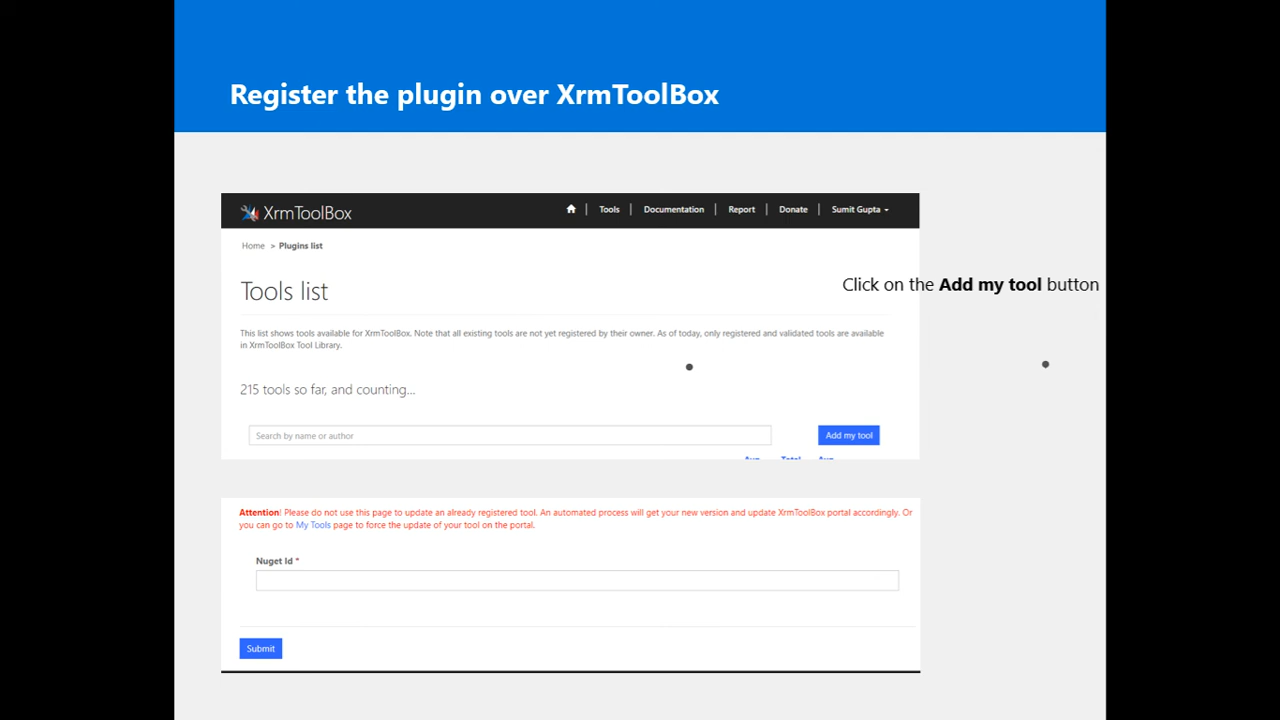 Register the plugin over XrmToolBox
XrmToolBox
Tools
Documentation
Report
Donate
Sumit Gupta
Home > Plugins list
Tools list
Click on the Add my tool button
This list shows tools available for XrmToolBox. Note that all existing tools are not yet registered by their owner. As of today, only registered and validated tools are available
in XrmToolBox Tool Library.
215 tools so far, and counting...
Search by name or author
Add my tool
Attention! Please do not use this page to update an already registered tool. An automated process will get your new version and update XrmToolBox portal accordingly. Or
you can go to My Tools page to force the update of your tool on the portal.
Nuget Id *
Submit